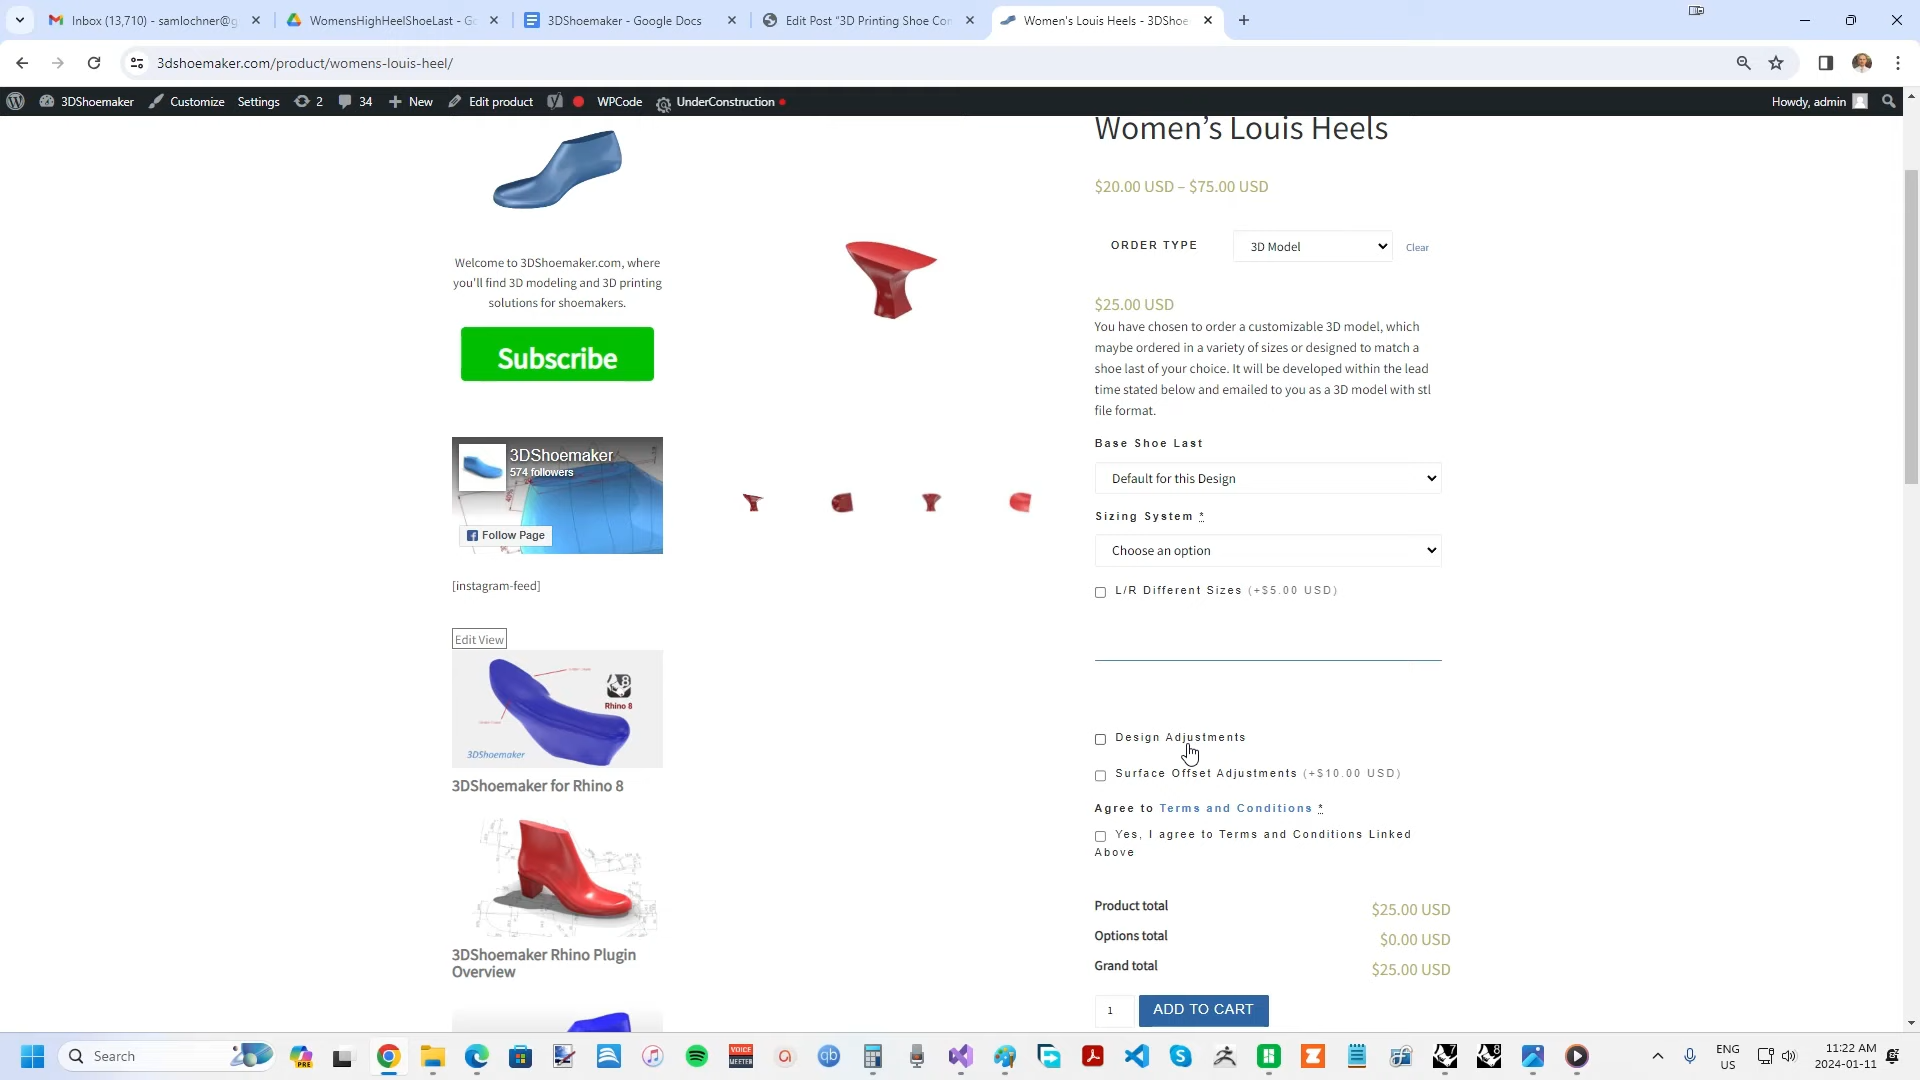 Inbox (13,710) - samlochner@g
WomensHighHeelShoeLast - Go
3DShoemaker - Google Docs
Edit Post "3D Printing Shoe Con
Women's Louis Heels - 3DShoe
3dshoemaker.com/product/womens-louis-heel/
3DShoemaker
Customize
Settings
2
34
New
Edit product
WPCode
UnderConstruction
Howdy, admin
Women's Louis Heels
$20.00 USD – $75.00 USD
ORDER TYPE
3D Model
Clear
Welcome to 3DShoemaker.com, where
you'll find 3D modeling and 3D printing
solutions for shoemakers.
Subscribe
$25.00 USD
You have chosen to order a customizable 3D model, which
maybe ordered in a variety of sizes or designed to match a
shoe last of your choice. It will be developed within the lead
time stated below and emailed to you as a 3D model with stl
file format.
3DShoemaker
574 followers
Follow Page
Base Shoe Last
Default for this Design
Sizing System *
Choose an option
[instagram-feed]
L/R Different Sizes (+$5.00 USD)
Edit View
Rhino 8
3DShoemaker
3DShoemaker for Rhino 8
Design Adjustments
Surface Offset Adjustments (+$10.00 USD)
Agree to Terms and Conditions *
Yes, I agree to Terms and Conditions Linked
Above
3DShoemaker Rhino Plugin
Overview
Product total
$25.00 USD
Options total
$0.00 USD
Grand total
$25.00 USD
1
ADD TO CART
Search
PRE
VOICE
MEETER
qb
ENG
US
11:22 AM
2024-01-11